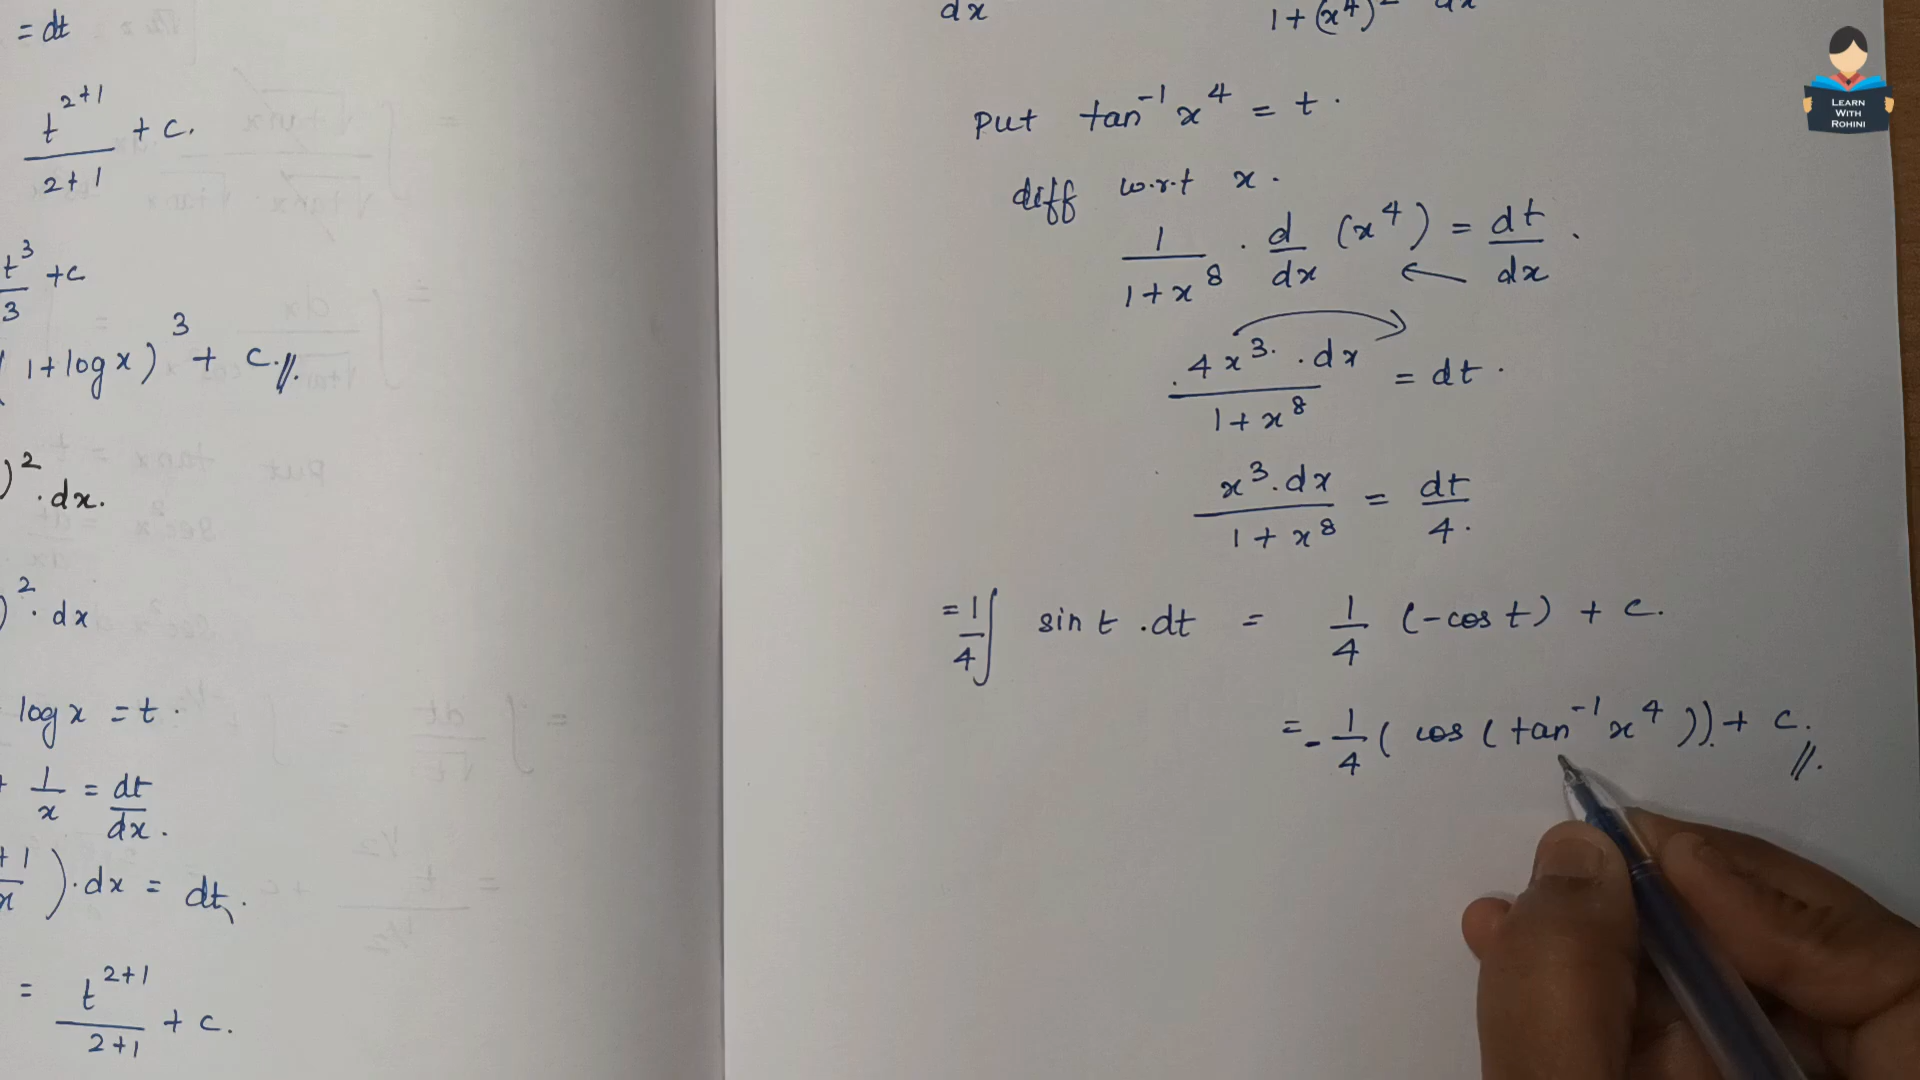 = dt
t^{2+1}/2+1 + c.
t^3/3 + c
(1+log x)^3 + c.//
)^2 . dx.
)^2 . dx
log x = t .
+ 1/x = dt/dx .
+1/x ) . dx = dt, .
= t^{2+1}/2+1 + c.
dx 1+(x^4)^2 dx
Put tan^{-1} x^4 = t .
diff w.r.t x .
1/1+x^8 . d/dx (x^4) = dt/dx .
. 4x^3. . dx/1+x^8 = dt .
x^3 . dx/1+x^8 = dt/4 .
= 1/4 ∫ sin t . dt = 1/4 (-cos t) + c.
= -1/4 ( cos ( tan^{-1} x^4 )) . + c. //.
LEARN
WITH
ROHINI